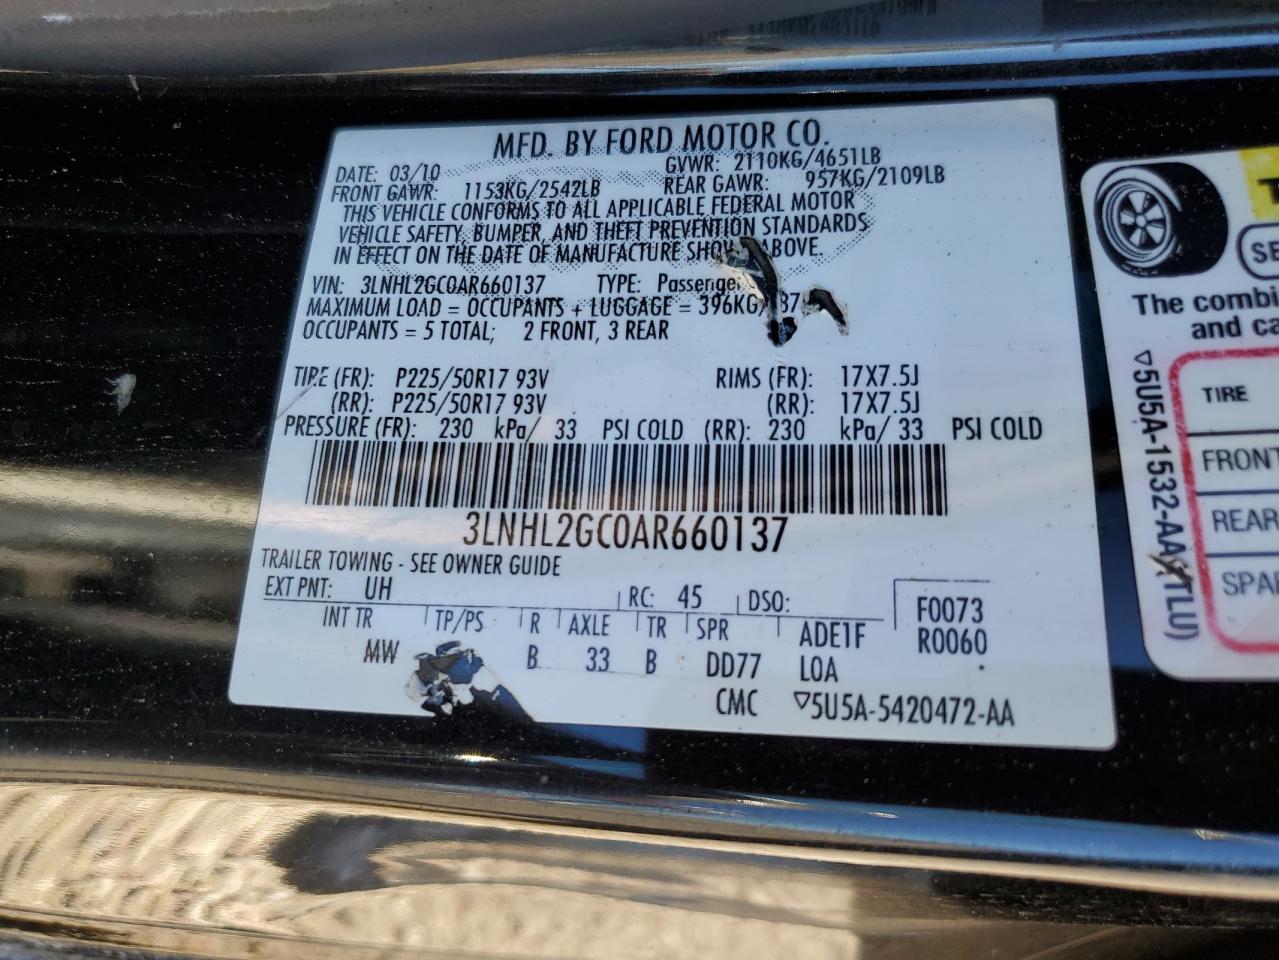 MFD. BY FORD MOTOR CO.
DATE: 03/10 GVWR: 2110KG/4651LB
FRONT GAWR: 1153KG/2542LB REAR GAWR: 957KG/2109LB
THIS VEHICLE CONFORMS TO ALL APPLICABLE FEDERAL MOTOR
VEHICLE SAFETY, BUMPER, AND THEFT PREVENTION STANDARDS
IN EFFECT ON THE DATE OF MANUFACTURE SHOWN ABOVE.
VIN: 3LNHL2GC0AR660137 TYPE: Passenger
MAXIMUM LOAD = OCCUPANTS + LUGGAGE = 396KG
OCCUPANTS = 5 TOTAL; 2 FRONT, 3 REAR
TIRE (FR): P225/50R17 93V RIMS (FR): 17X7.5J
(RR): P225/50R17 93V (RR): 17X7.5J
PRESSURE (FR): 230 kPa/ 33 PSI COLD (RR): 230 kPa/ 33 PSI COLD
3LNHL2GC0AR660137
TRAILER TOWING - SEE OWNER GUIDE
EXT PNT: UH RC: 45 DSO: F0073
INT TR TP/PS R AXLE TR SPR ADE1F R0060
MW B 33 B DD77 LOA
CMC ▽5U5A-5420472-AA
The combi
and ca
TIRE
FRONT
REAR
SPA
▽5U5A-1532-AA (TLU)